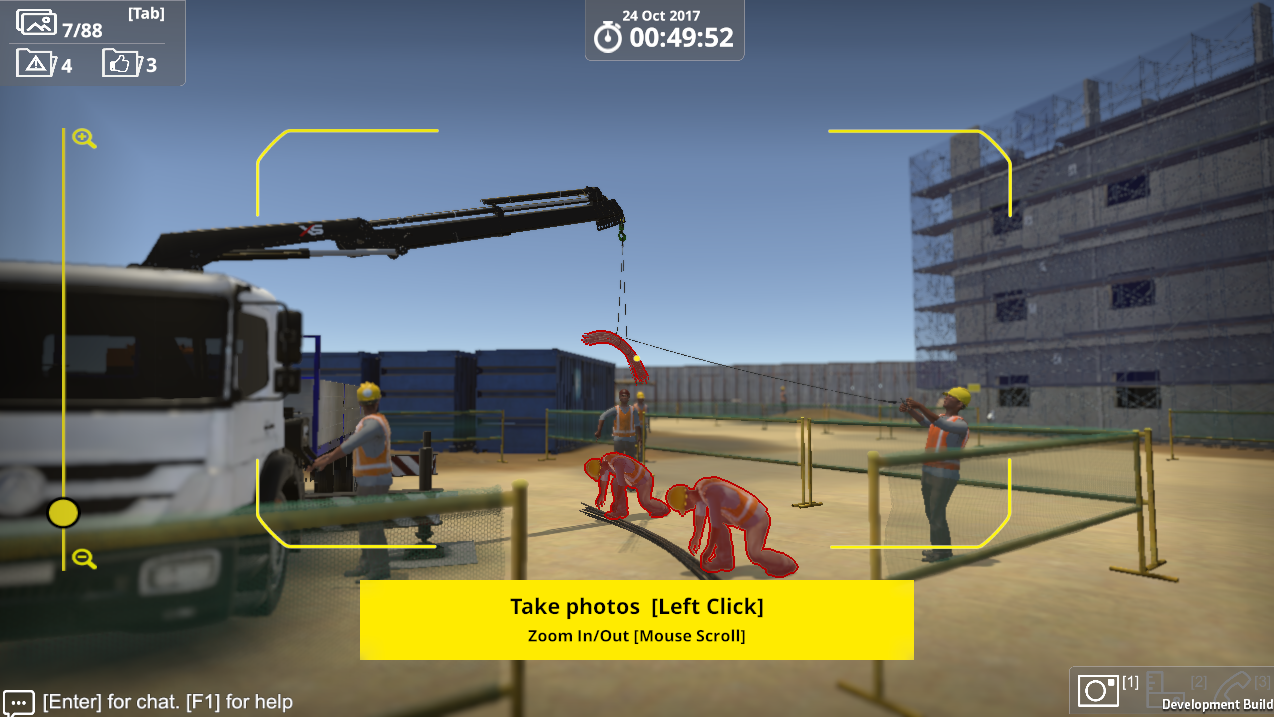 [Tab]
7/88
4
3
24 Oct 2017
00:49:52
XS
Take photos [Left Click]
Zoom In/Out [Mouse Scroll]
[Enter] for chat. [F1] for help
[1]
[2]
[3]
Development Build